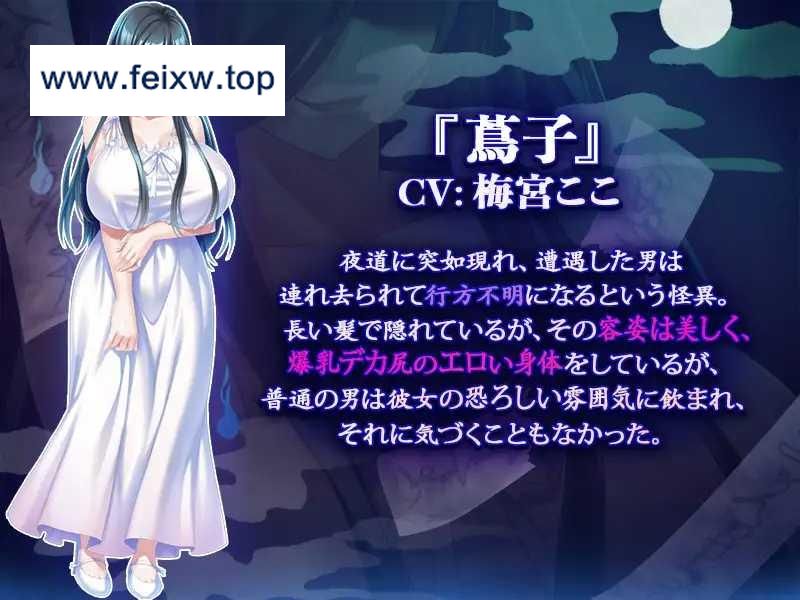 www.feixw.top
『蔦子』
CV: 梅宮ここ
夜道に突如現れ、遭遇した男は
連れ去られて行方不明になるという怪異。
長い髪で隠れているが、その容姿は美しく、
爆乳デカ尻のエロい身体をしているが、
普通の男は彼女の恐ろしい雰囲気に飲まれ、
それに気づくこともなかった。